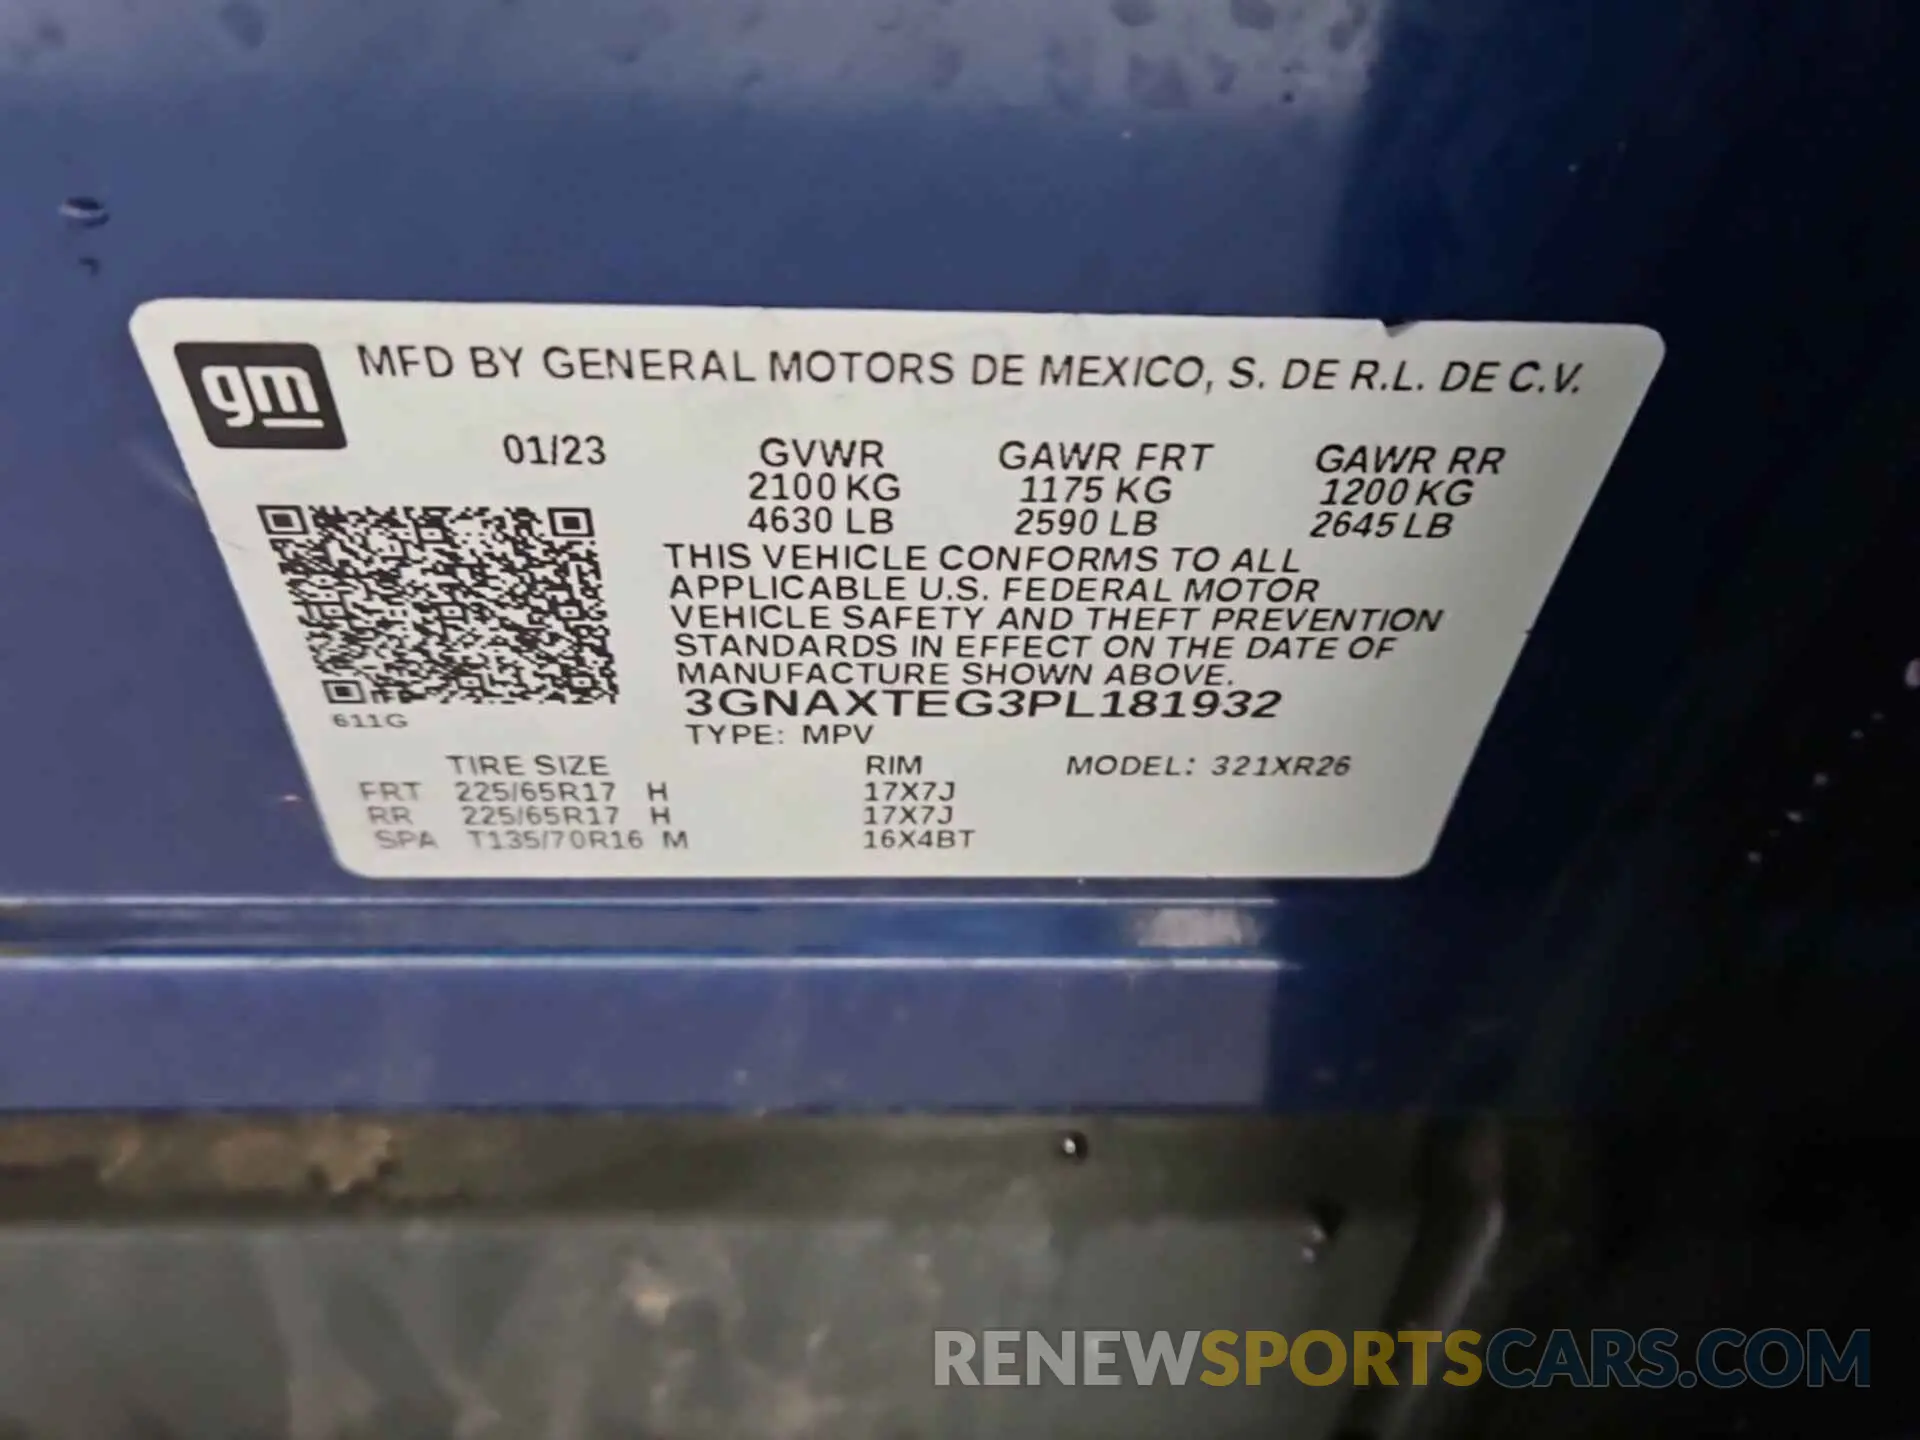 gm MFD BY GENERAL MOTORS DE MEXICO, S. DE R.L. DE C.V.
01/23 GVWR GAWR FRT GAWR RR
2100 KG 1175 KG 1200 KG
4630 LB 2590 LB 2645 LB
THIS VEHICLE CONFORMS TO ALL
APPLICABLE U.S. FEDERAL MOTOR
VEHICLE SAFETY AND THEFT PREVENTION
STANDARDS IN EFFECT ON THE DATE OF
MANUFACTURE SHOWN ABOVE.
3GNAXTEG3PL181932
611G
TYPE: MPV
TIRE SIZE RIM MODEL: 321XR26
FRT 225/65R17 H 17X7J
RR 225/65R17 H 17X7J
SPA T135/70R16 M 16X4BT
RENEWSPORTSCARS.COM